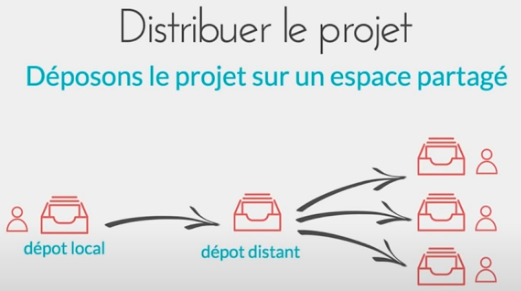 Distribuer le projet
Déposons le projet sur un espace partagé
dépot local
dépot distant